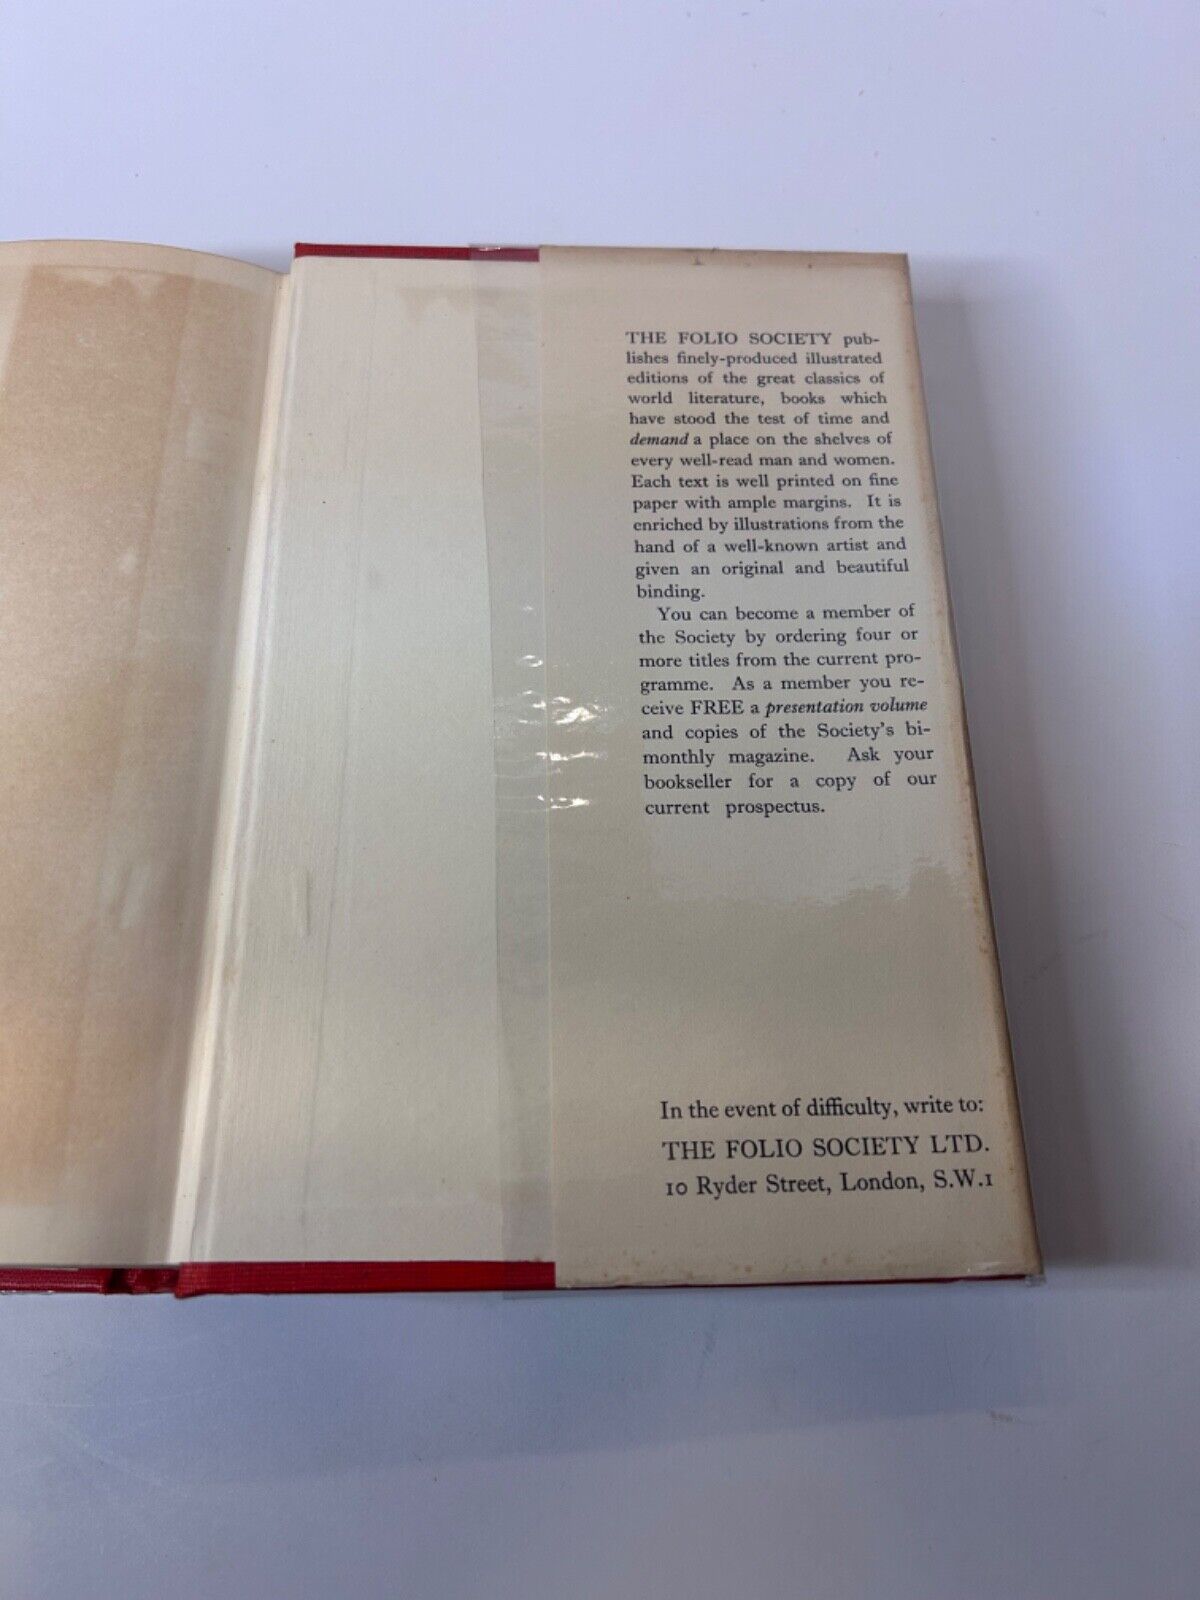 THE FOLIO SOCIETY pub-
lishes finely-produced illustrated
editions of the great classics of
world literature, books which
have stood the test of time and
demand a place on the shelves of
every well-read man and women.
Each text is well printed on fine
paper with ample margins. It is
enriched by illustrations from the
hand of a well-known artist and
given an original and beautiful
binding.
You can become a member of
the Society by ordering four or
more titles from the current pro-
gramme. As a member you re-
ceive FREE a presentation volume
and copies of the Society's bi-
monthly magazine. Ask your
bookseller for a copy of our
current prospectus.
In the event of difficulty, write to:
THE FOLIO SOCIETY LTD.
10 Ryder Street, London, S.W.1